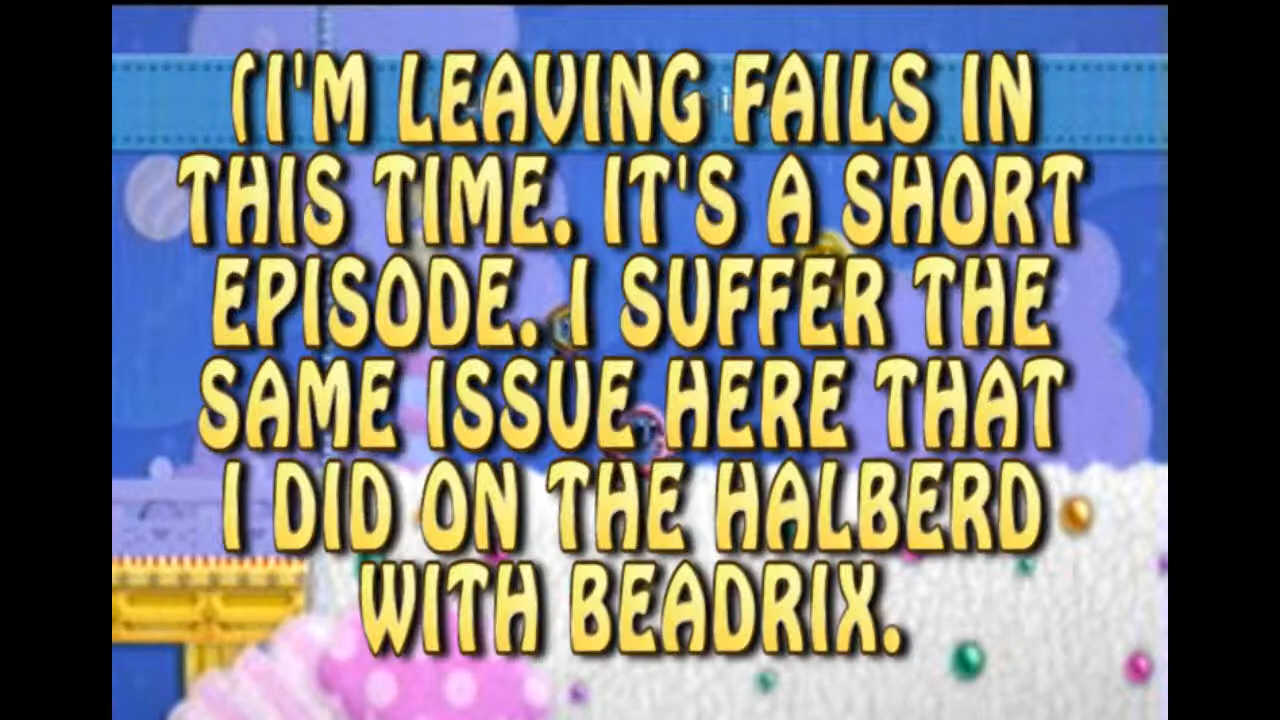 (I'M LEAVING FAILS IN
THIS TIME. IT'S A SHORT
EPISODE. I SUFFER THE
SAME ISSUE HERE THAT
I DID ON THE HALBERD
WITH BEADRIX.